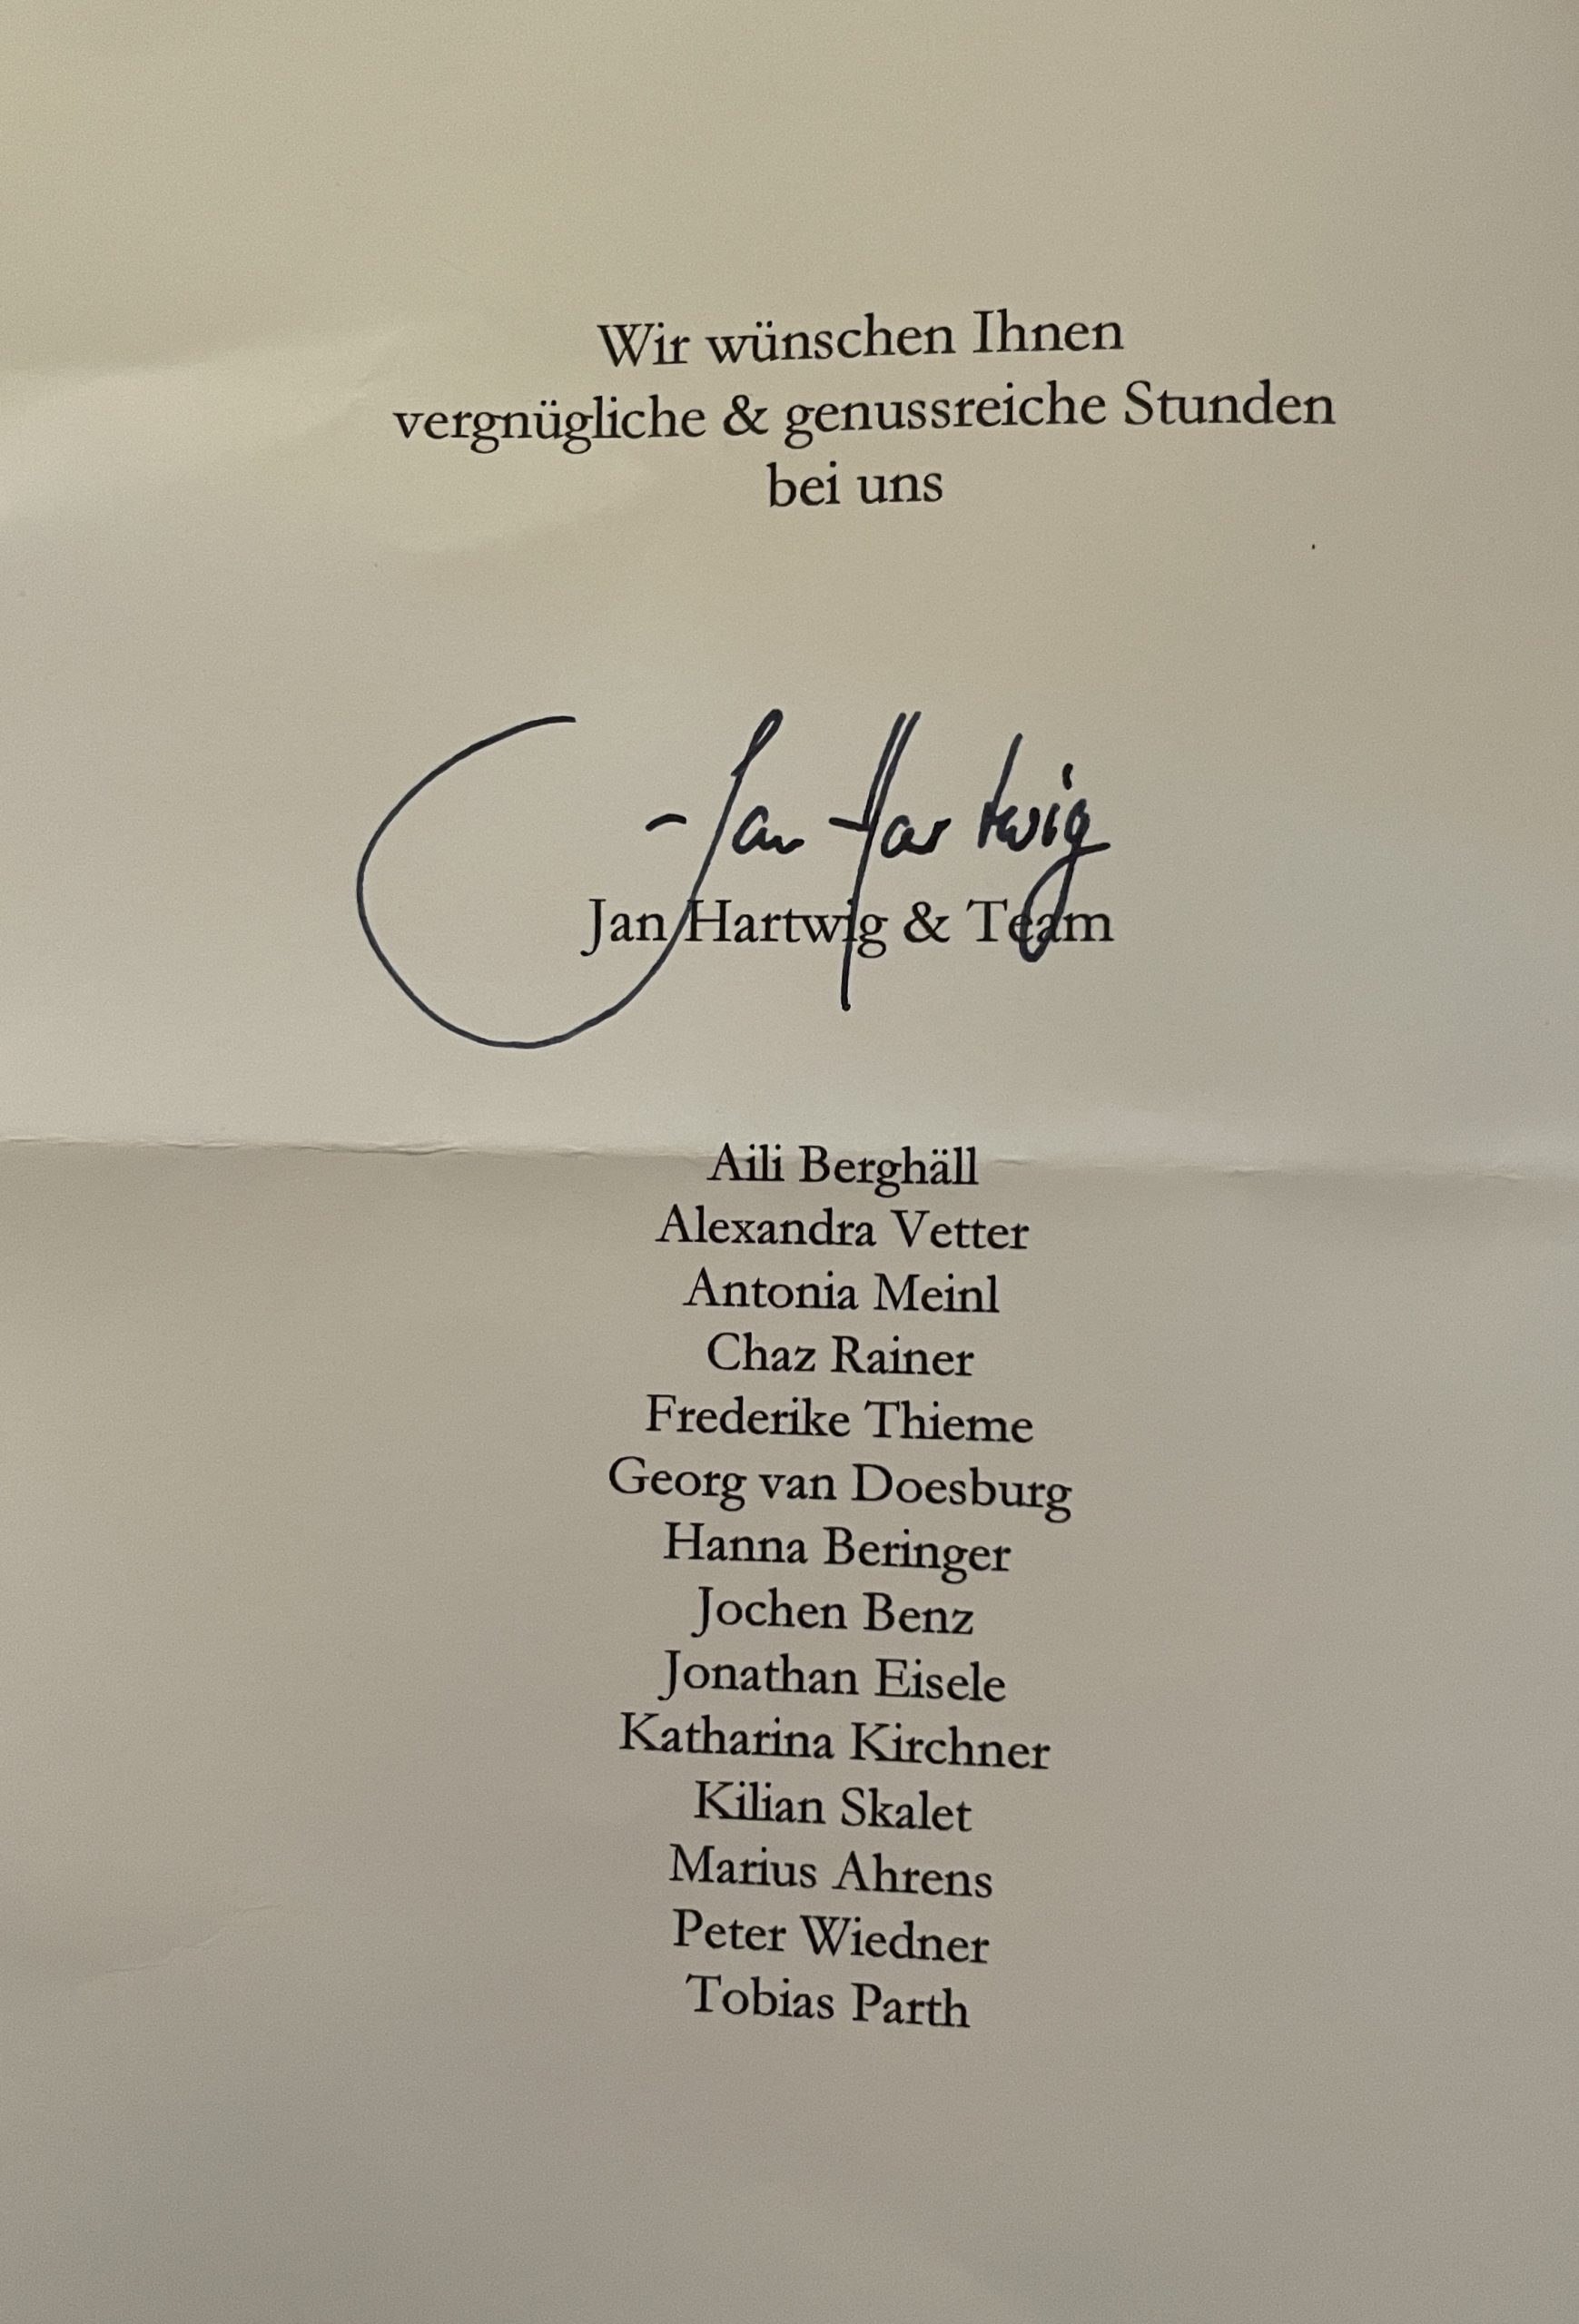 Wir wünschen Ihnen
vergnügliche & genussreiche Stunden
bei uns
Jan Hartwig
Jan Hartwig & Team
Aili Berghäll
Alexandra Vetter
Antonia Meinl
Chaz Rainer
Frederike Thieme
Georg van Doesburg
Hanna Beringer
Jochen Benz
Jonathan Eisele
Katharina Kirchner
Kilian Skalet
Marius Ahrens
Peter Wiedner
Tobias Parth